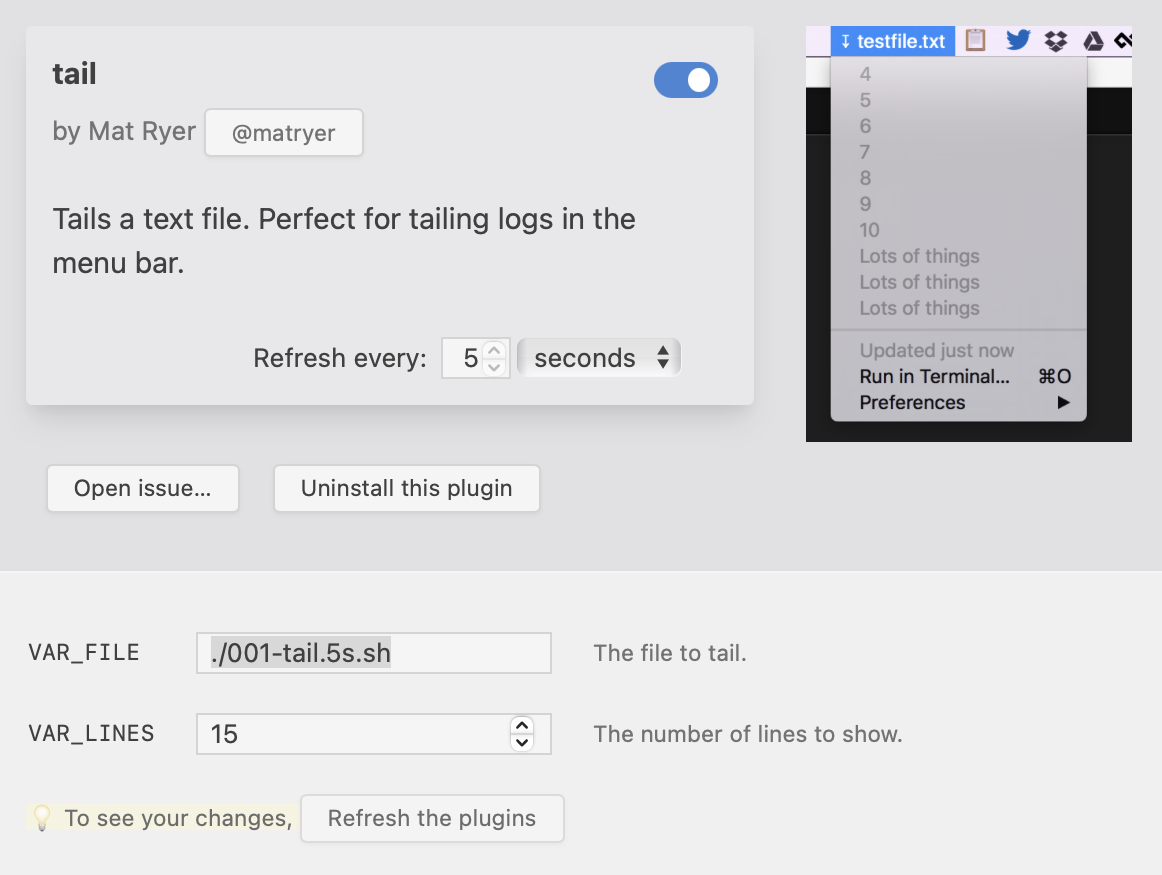 tail
by Mat Ryer @matryer
Tails a text file. Perfect for tailing logs in the
menu bar.
Refresh every: 5 seconds
Open issue...
Uninstall this plugin
testfile.txt
4
5
6
7
8
9
10
Lots of things
Lots of things
Lots of things
Updated just now
Run in Terminal... ⌘O
Preferences
VAR_FILE ./001-tail.5s.sh The file to tail.
VAR_LINES 15 The number of lines to show.
To see your changes, Refresh the plugins